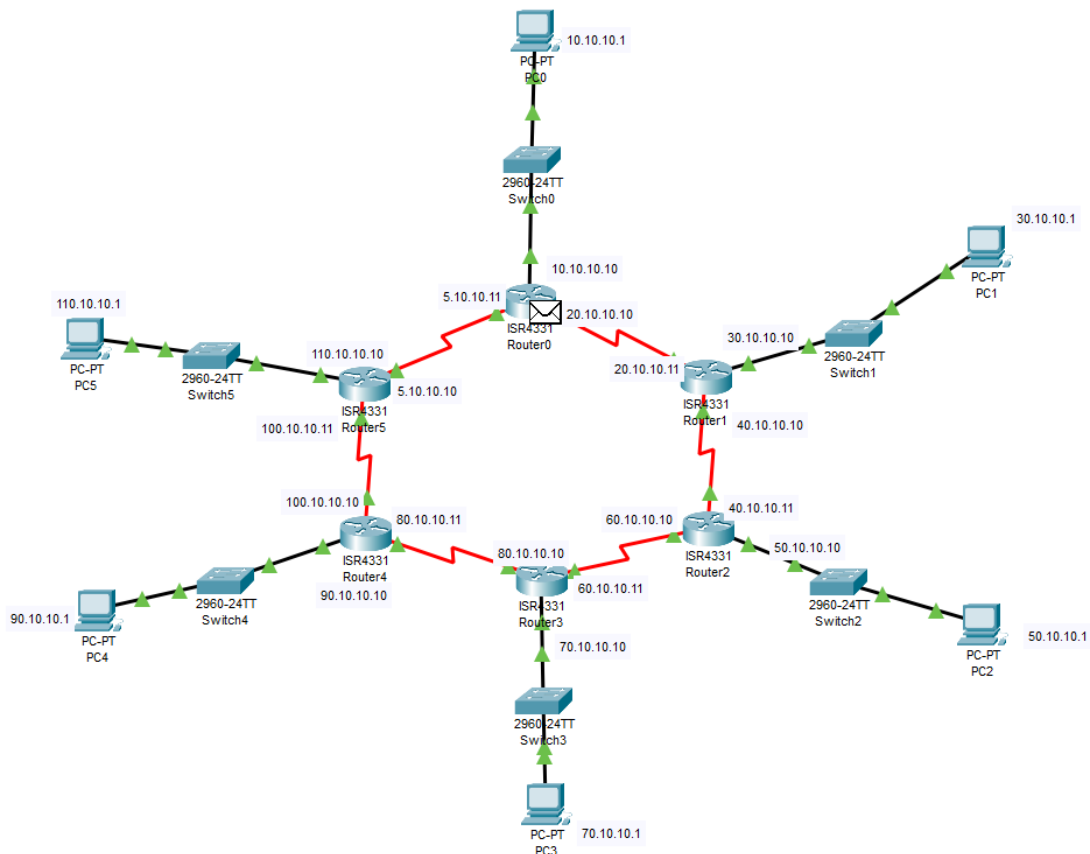 10.10.10.1
PC-PT
PC0
2960-24TT
Switch0
30.10.10.1
PC-PT
PC1
10.10.10.10
5.10.10.11
20.10.10.10
ISR4331
Router0
110.10.10.1
PC-PT
PC5
2960-24TT
Switch5
110.10.10.10
5.10.10.10
ISR4331
Router5
100.10.10.11
30.10.10.10
2960-24TT
Switch1
20.10.10.11
ISR4331
Router1
40.10.10.10
100.10.10.10
80.10.10.11
ISR4331
Router4
90.10.10.10
60.10.10.10
40.10.10.11
ISR4331
Router2
50.10.10.10
80.10.10.10
60.10.10.11
ISR4331
Router3
2960-24TT
Switch4
90.10.10.1
PC-PT
PC4
2960-24TT
Switch2
50.10.10.1
PC-PT
PC2
70.10.10.10
2960-24TT
Switch3
70.10.10.1
PC-PT
PC3